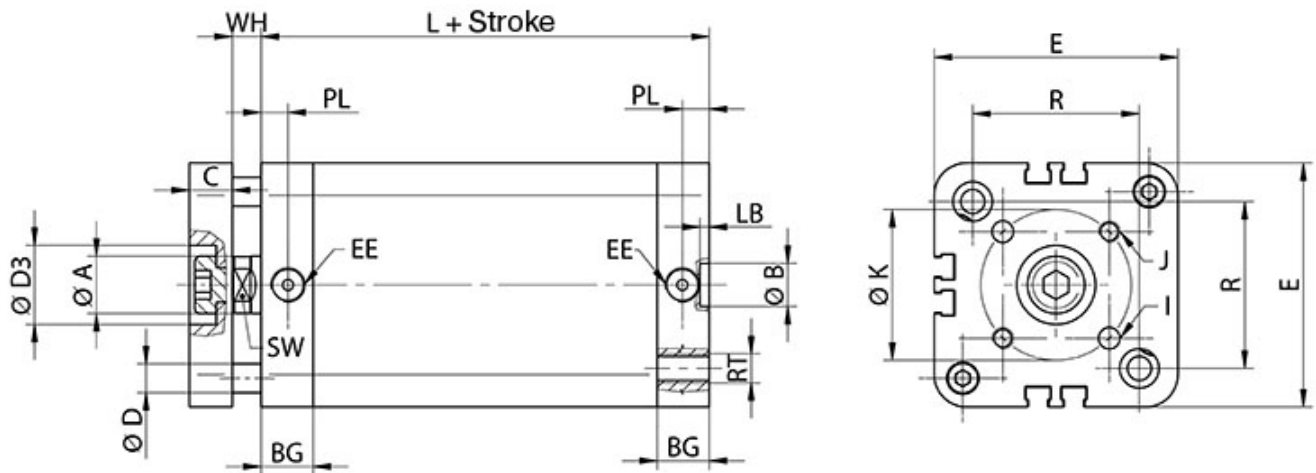 WH
L + Stroke
E
PL
PL
R
C
LB
EE
EE
J
Ø D3
Ø A
Ø B
Ø K
R
E
I
SW
RT
Ø D
BG
BG